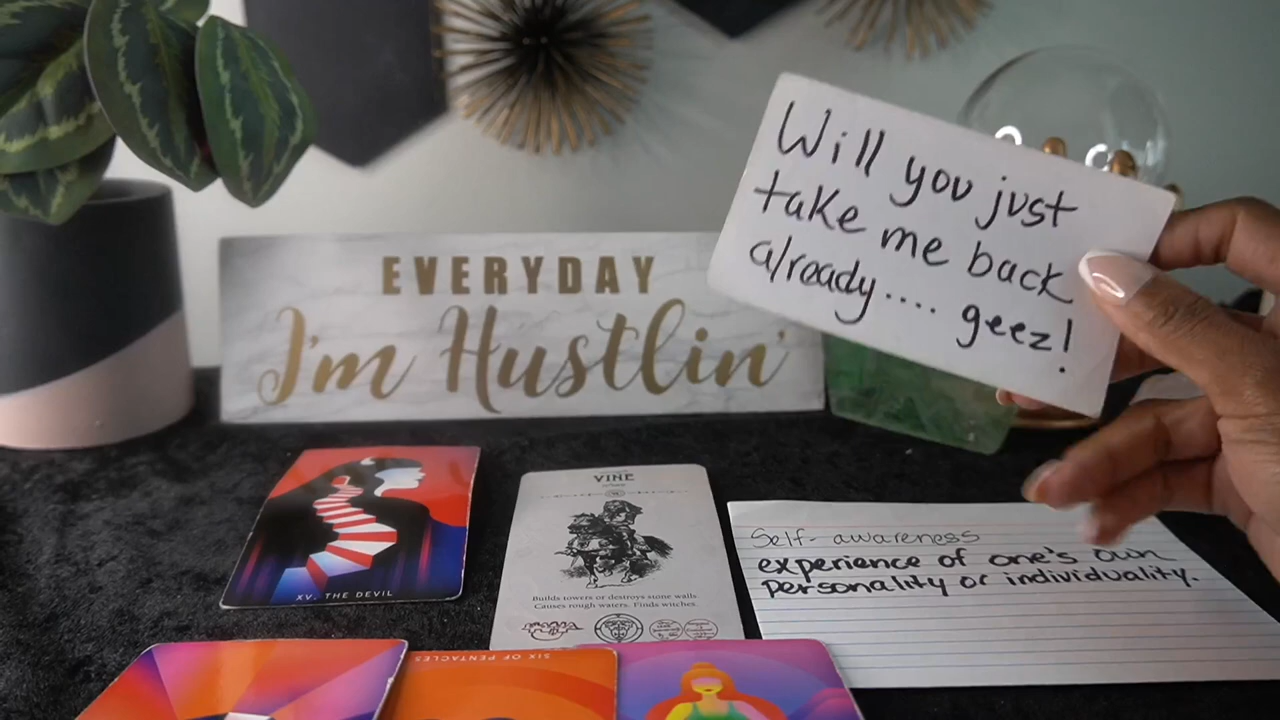 Will you just
take me back
already.... geez!
EVERYDAY
I'm Hustlin'
XV. THE DEVIL
VINE
Builds towers or destroys stone walls.
Causes rough waters. Finds witches.
Self-awareness
experience of one's own
personality or individuality.
SIX OF PENTACLES